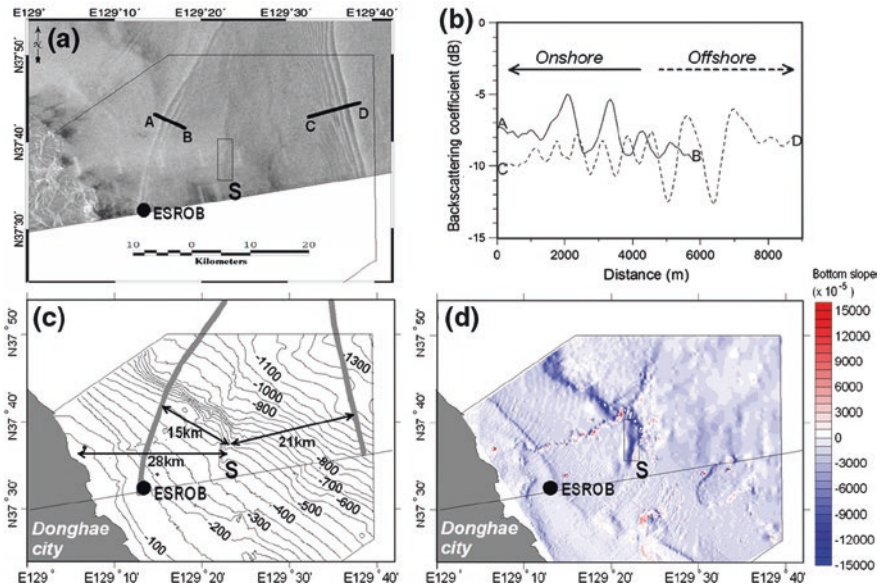 E129° E129° 10' E129° 20' E129° 30' E129° 40'
(a)
N37° 50'
N37° 40'
N37° 30'
A
B
C
D
S
ESROB
10 0 10 20
Kilometers
(b)
Backscattering coefficient (dB)
0
-5
-10
-15
Onshore
Offshore
A
B
C
D
0 2000 4000 6000 8000
Distance (m)
(c)
N37° 50'
N37° 40'
N37° 30'
-1100
-1000
-900
-1300
15km
21km
28km
S
-800
-700
-600
-500
-400
-300
-200
-100
ESROB
Donghae
city
E129° E129° 10' E129° 20' E129° 30' E129° 40'
(d)
N37° 50'
N37° 40'
N37° 30'
S
ESROB
Donghae
city
E129° E129° 10' E129° 20' E129° 30' E129° 40'
Bottom slopes
(x 10⁻⁵)
15000
12000
9000
6000
3000
0
-3000
-6000
-9000
-12000
-15000